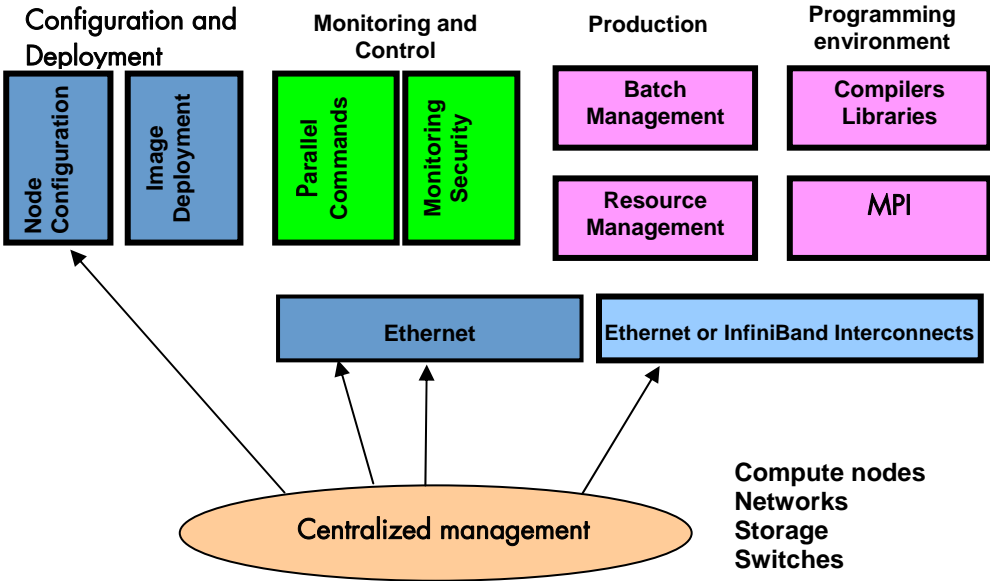 Configuration and
Deployment
Monitoring and
Control
Production
Programming
environment
Node
Configuration
Image
Deployment
Parallel
Commands
Monitoring
Security
Batch
Management
Compilers
Libraries
Resource
Management
MPI
Ethernet
Ethernet or InfiniBand Interconnects
Centralized management
Compute nodes
Networks
Storage
Switches